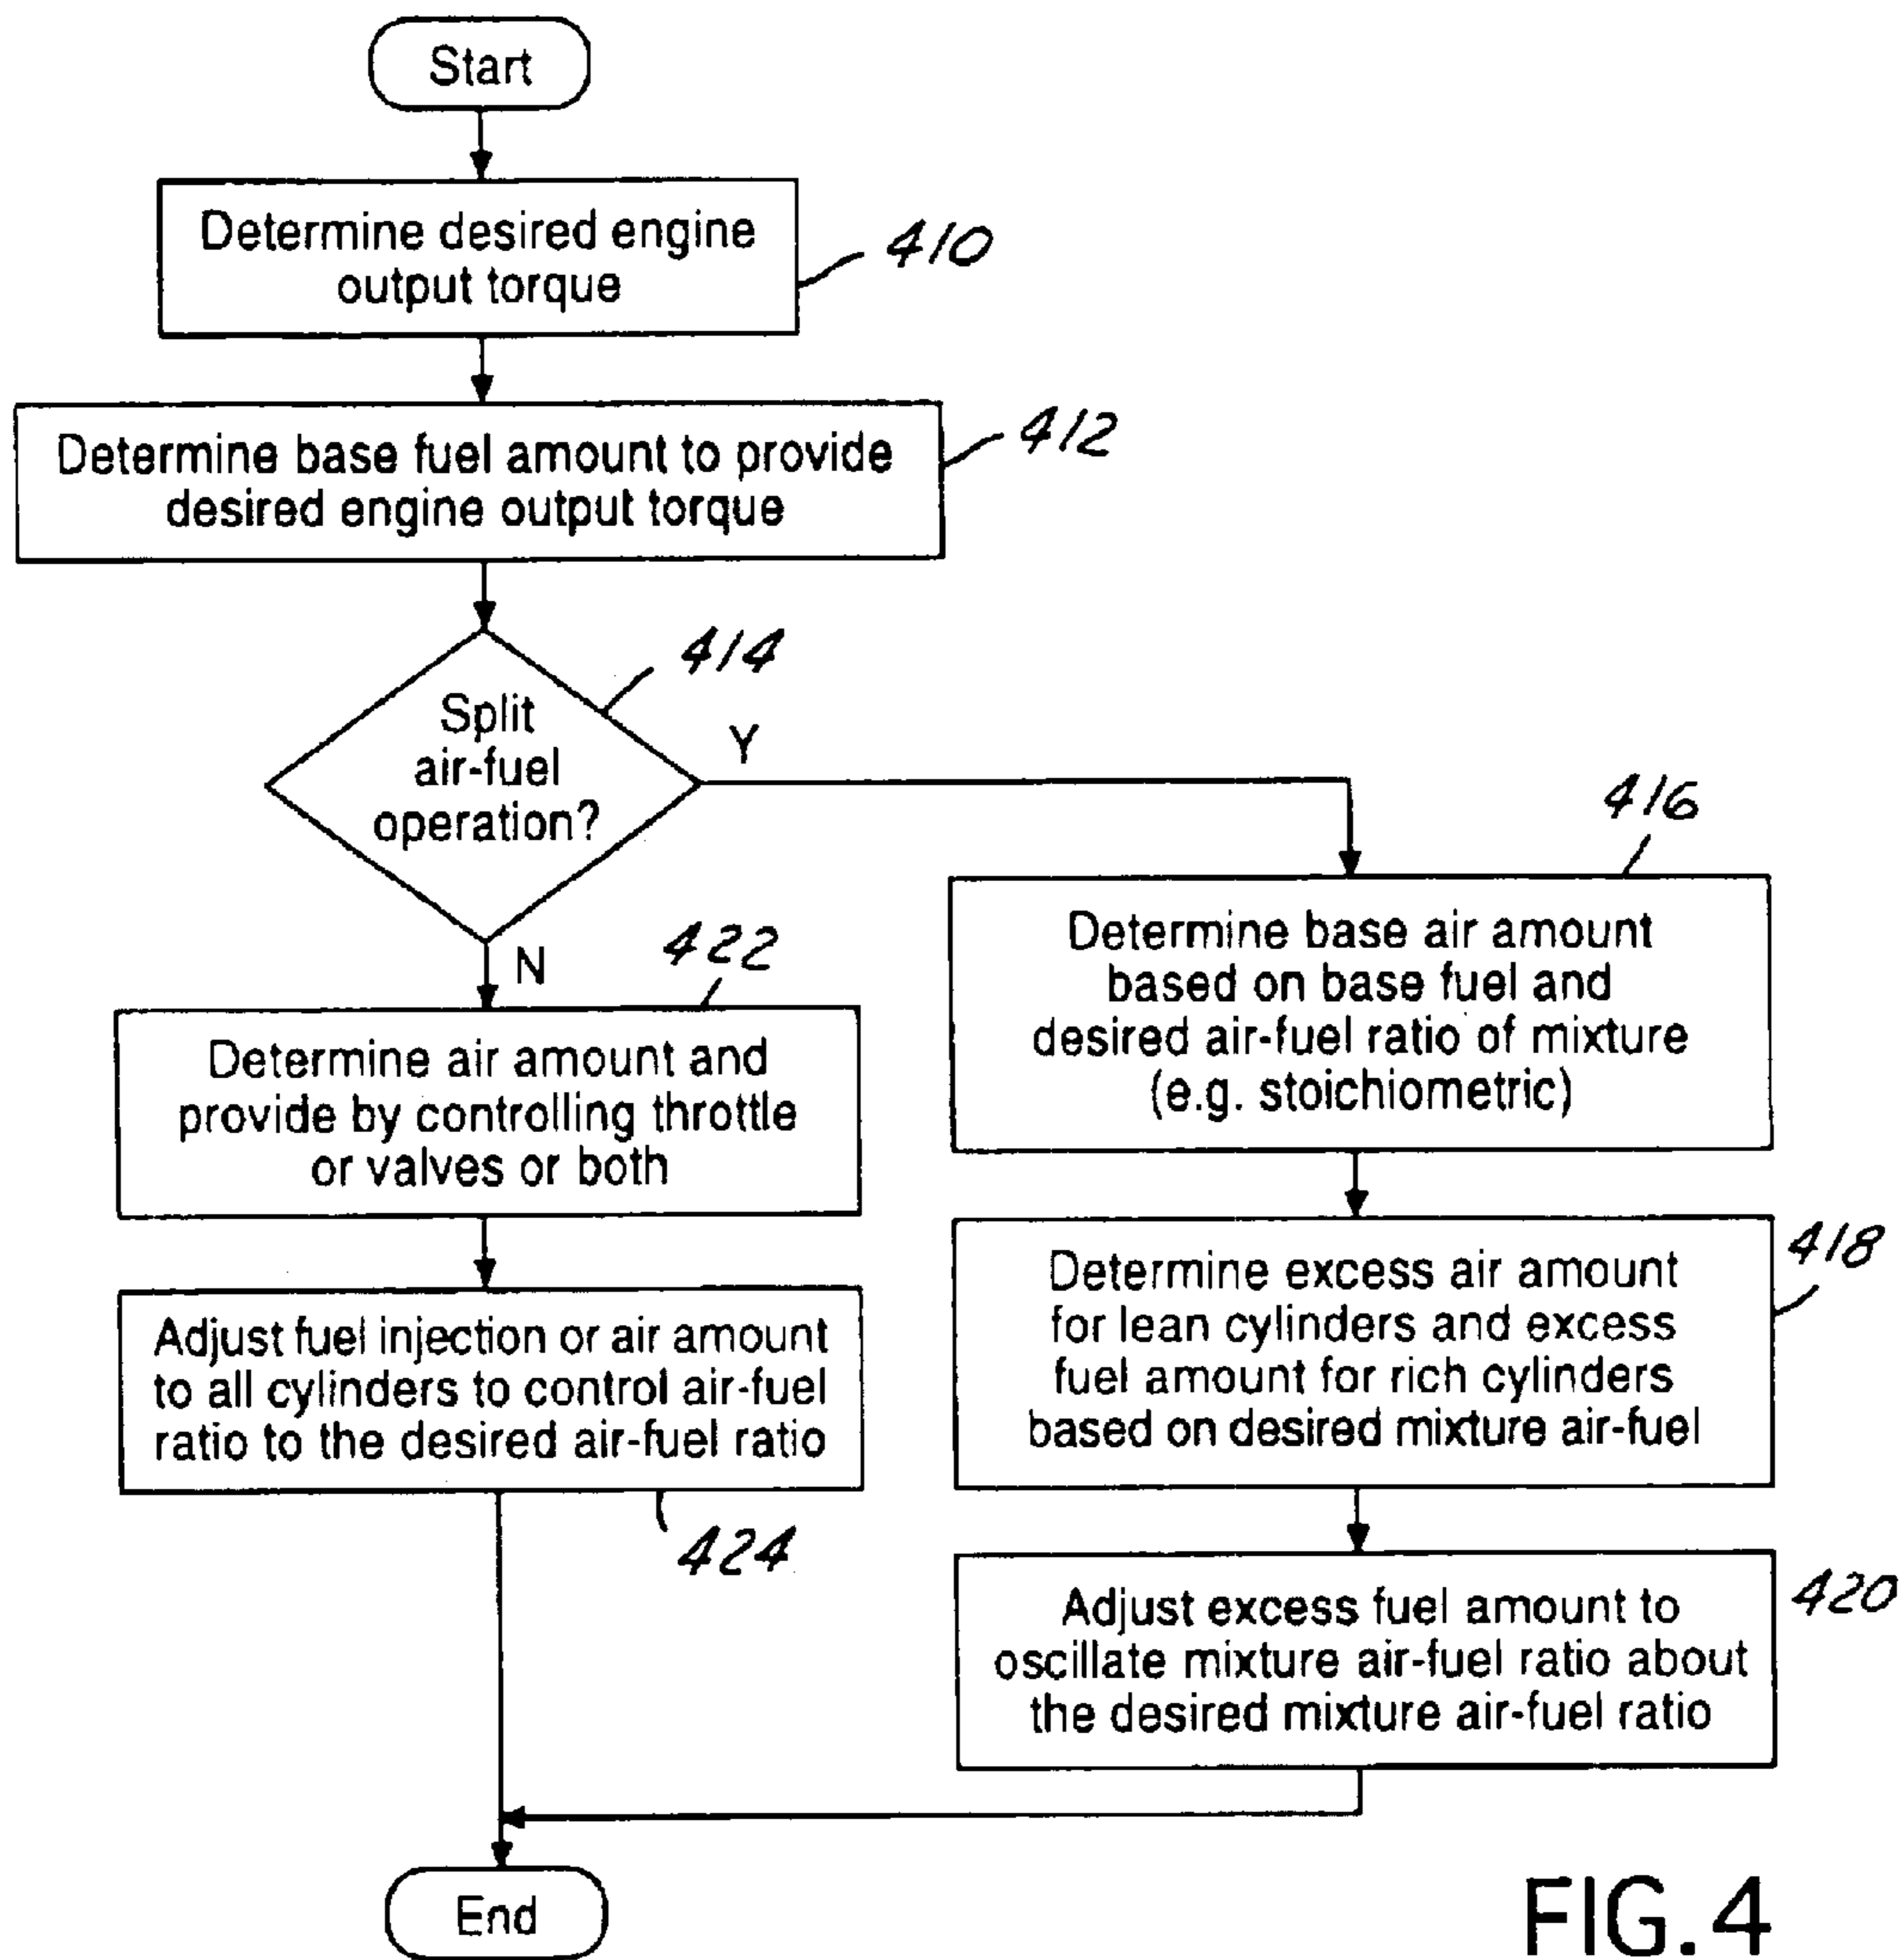 Start
Determine desired engine
output torque
410
Determine base fuel amount to provide
desired engine output torque
412
Split
air-fuel
operation?
414
Y
N
416
Determine base air amount
based on base fuel and
desired air-fuel ratio of mixture
(e.g. stoichiometric)
422
Determine air amount and
provide by controlling throttle
or valves or both
418
Determine excess air amount
for lean cylinders and excess
fuel amount for rich cylinders
based on desired mixture air-fuel
Adjust fuel injection or air amount
to all cylinders to control air-fuel
ratio to the desired air-fuel ratio
424
420
Adjust excess fuel amount to
oscillate mixture air-fuel ratio about
the desired mixture air-fuel ratio
End
FIG.4